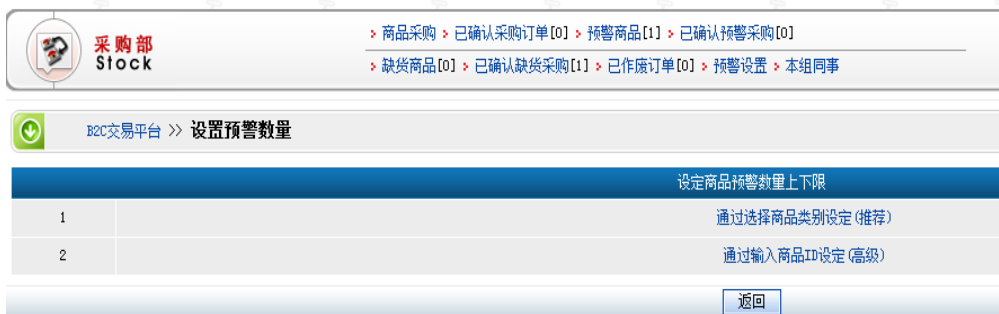 采购部
Stock
> 商品采购 > 已确认采购订单[0] > 预警商品[1] > 已确认预警采购[0]
> 缺货商品[0] > 已确认缺货采购[1] > 已作废订单[0] > 预警设置 > 本组同事
B2C交易平台 >> 设置预警数量
设定商品预警数量上下限
1 通过选择商品类别设定(推荐)
2 通过输入商品ID设定(高级)
返回